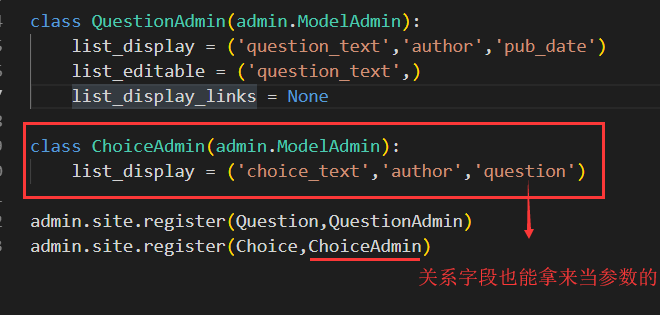 class QuestionAdmin(admin.ModelAdmin):
list_display = ('question_text','author','pub_date')
list_editable = ('question_text',)
list_display_links = None
class ChoiceAdmin(admin.ModelAdmin):
list_display = ('choice_text','author','question')
admin.site.register(Question,QuestionAdmin)
admin.site.register(Choice,ChoiceAdmin)
关系字段也能拿来当参数的